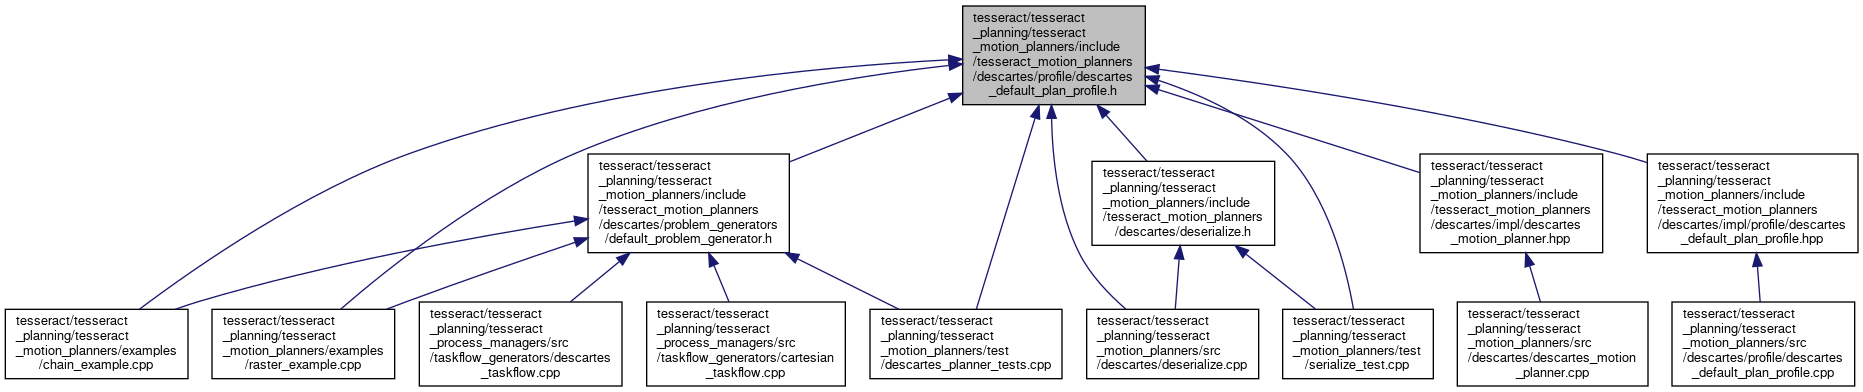 tesseract/tesseract
_planning/tesseract
_motion_planners/include
/tesseract_motion_planners
/descartes/profile/descartes
_default_plan_profile.h
tesseract/tesseract
_planning/tesseract
_motion_planners/include
/tesseract_motion_planners
/descartes/problem_generators
/default_problem_generator.h
tesseract/tesseract
_planning/tesseract
_motion_planners/include
/tesseract_motion_planners
/descartes/deserialize.h
tesseract/tesseract
_planning/tesseract
_motion_planners/include
/tesseract_motion_planners
/descartes/impl/descartes
_motion_planner.hpp
tesseract/tesseract
_planning/tesseract
_motion_planners/include
/tesseract_motion_planners
/descartes/impl/profile/descartes
_default_plan_profile.hpp
tesseract/tesseract
_planning/tesseract
_motion_planners/examples
/chain_example.cpp
tesseract/tesseract
_planning/tesseract
_motion_planners/examples
/raster_example.cpp
tesseract/tesseract
_planning/tesseract
_process_managers/src
/taskflow_generators/descartes
_taskflow.cpp
tesseract/tesseract
_planning/tesseract
_process_managers/src
/taskflow_generators/cartesian
_taskflow.cpp
tesseract/tesseract
_planning/tesseract
_motion_planners/test
/descartes_planner_tests.cpp
tesseract/tesseract
_planning/tesseract
_motion_planners/src
/descartes/deserialize.cpp
tesseract/tesseract
_planning/tesseract
_motion_planners/test
/serialize_test.cpp
tesseract/tesseract
_planning/tesseract
_motion_planners/src
/descartes/descartes_motion
_planner.cpp
tesseract/tesseract
_planning/tesseract
_motion_planners/src
/descartes/profile/descartes
_default_plan_profile.cpp